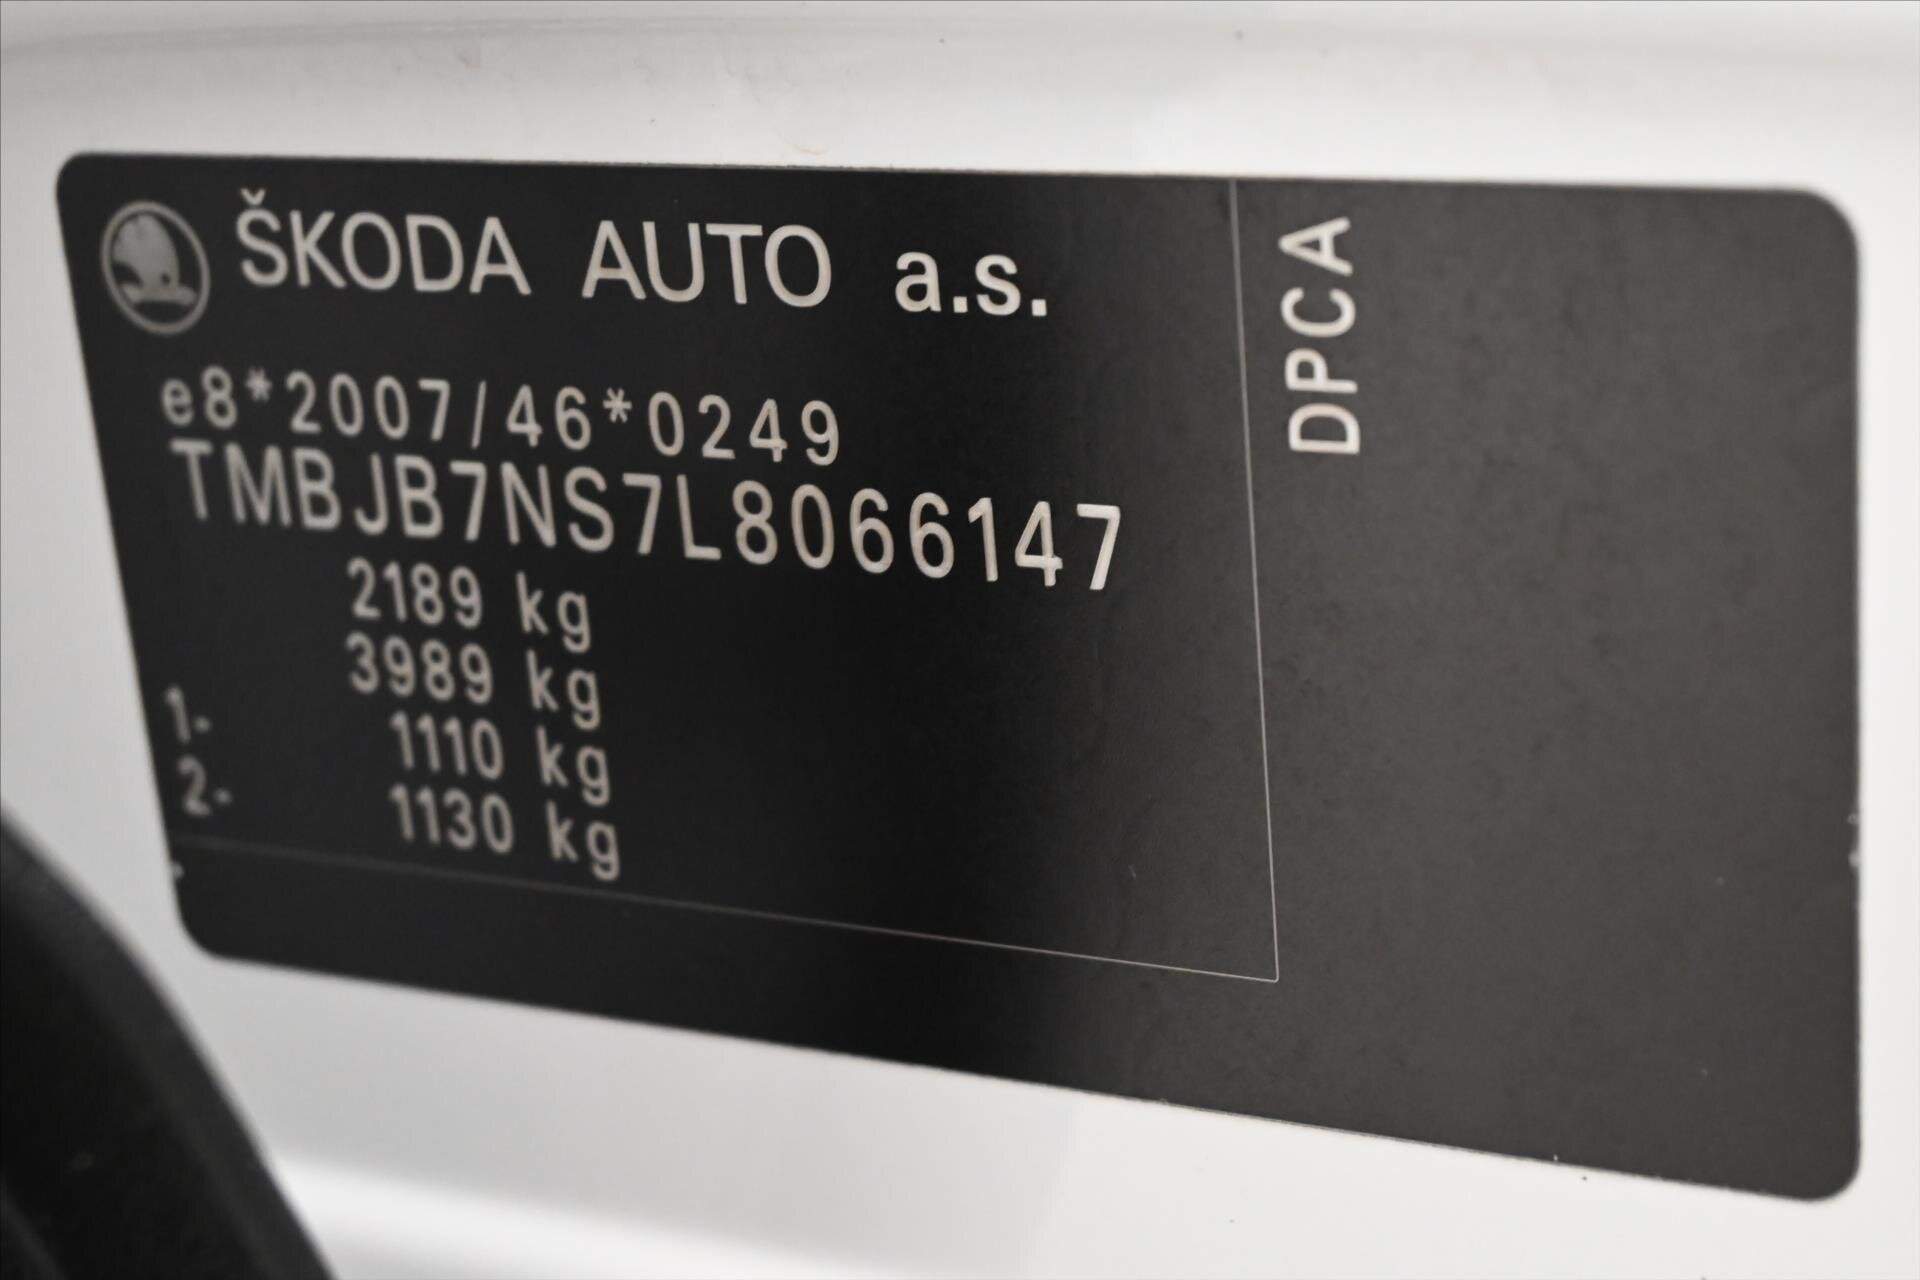 ŠKODA AUTO a.s.
e8*2007/46*0249
TMBJB7NS7L8066147
2189 kg
3989 kg
1- 1110 kg
2- 1130 kg
DPCA